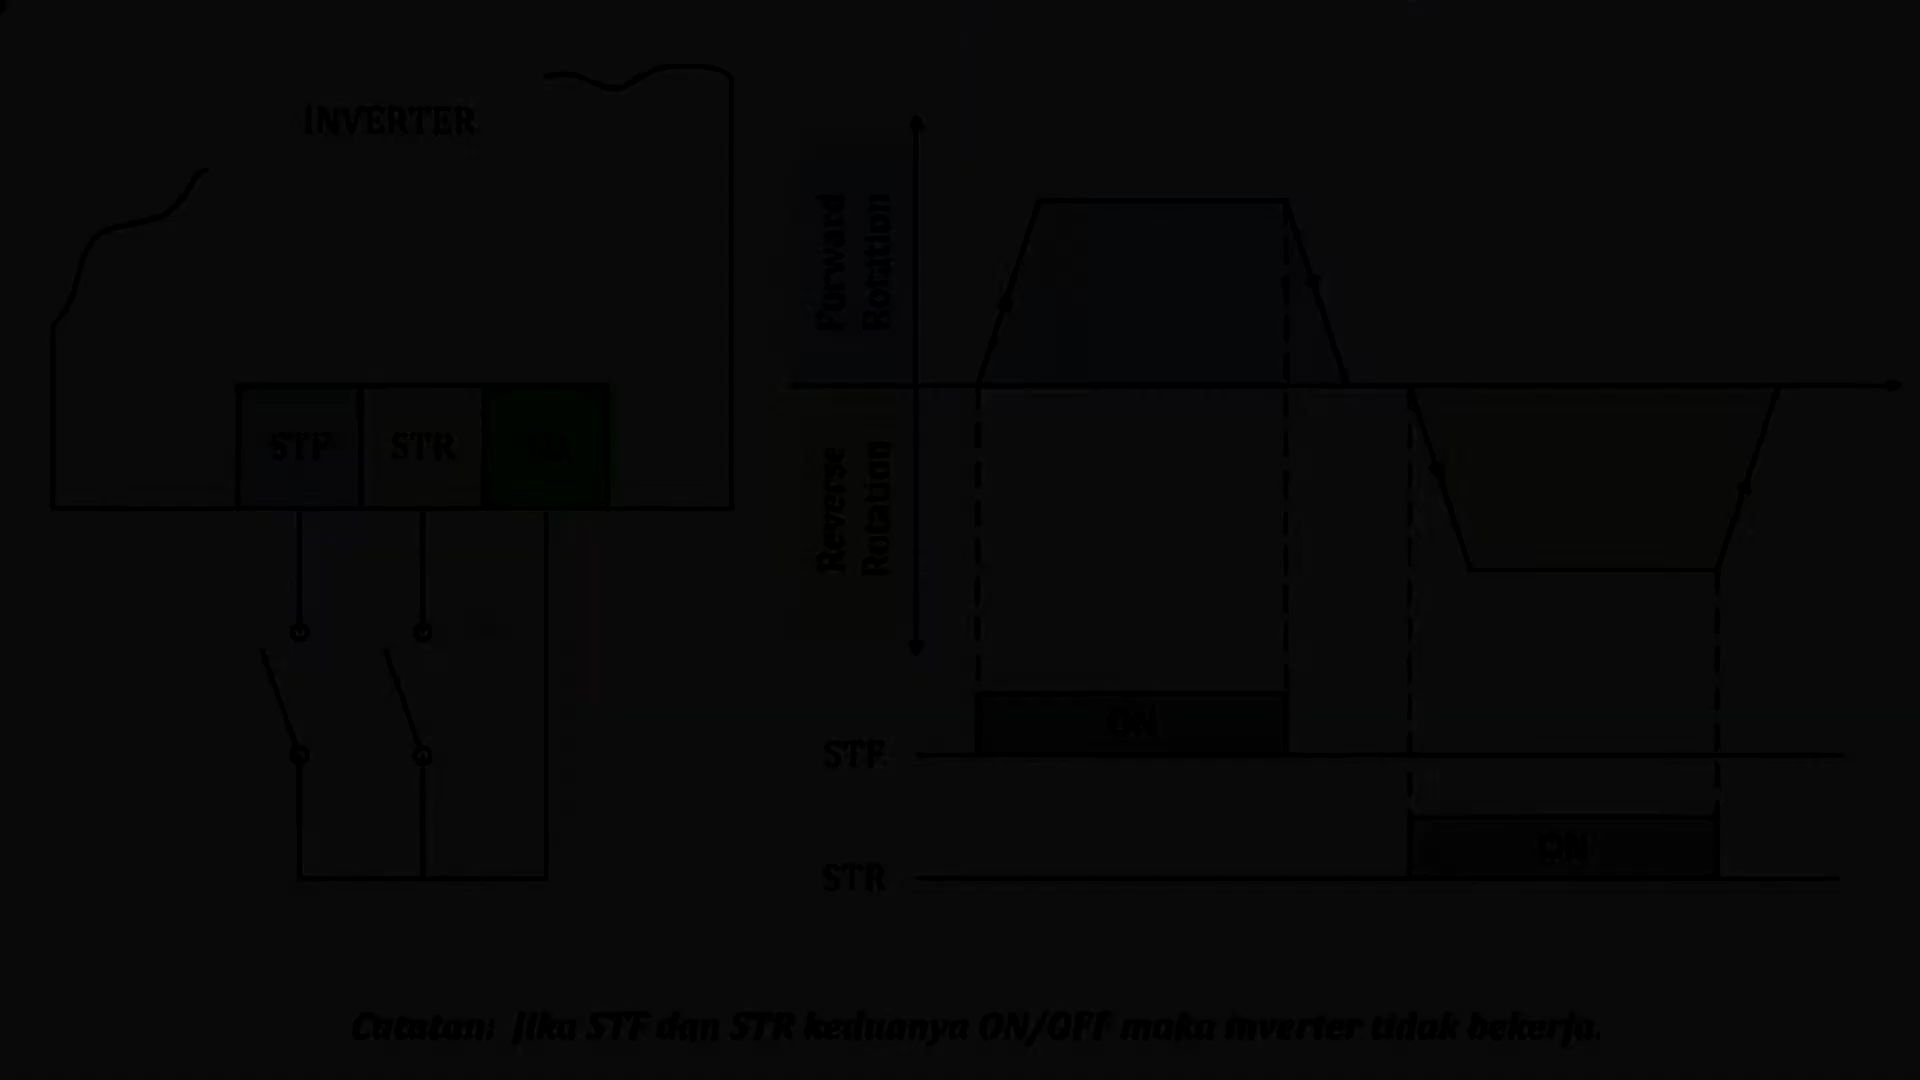 INVERTER
Forward
Rotation
STF STR SD
Reverse
Rotation
ON
STF
ON
STR
Catatan: Jika STF dan STR keduanya ON/OFF maka inverter tidak bekerja.